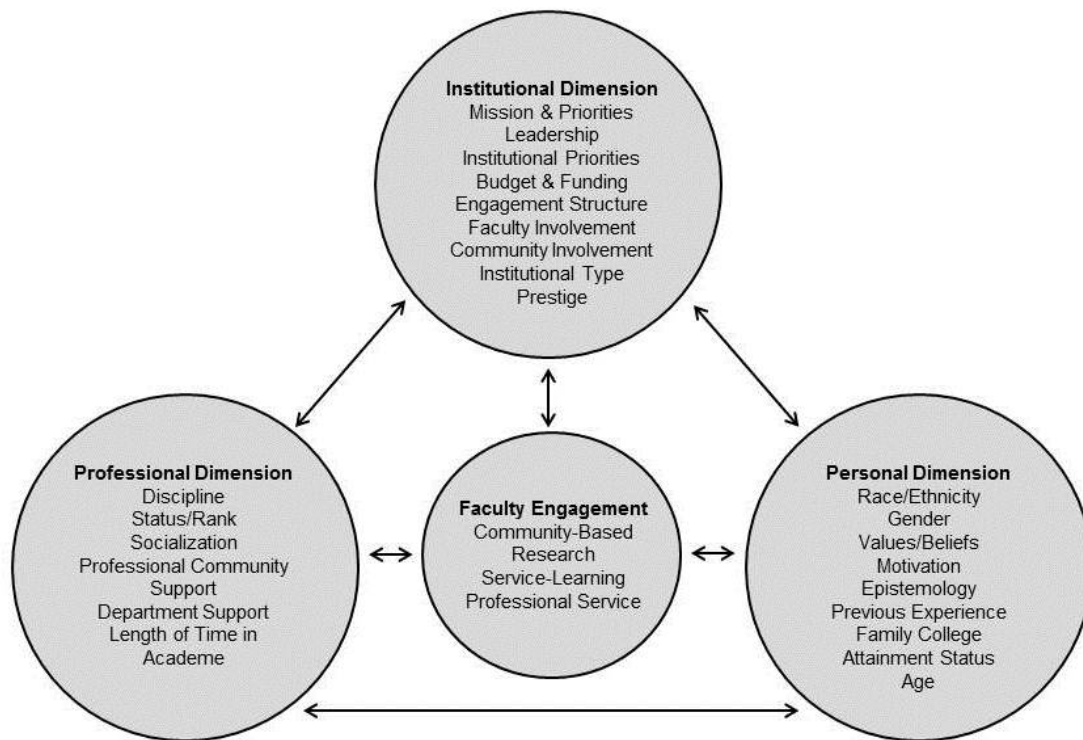 Institutional Dimension
Mission & Priorities
Leadership
Institutional Priorities
Budget & Funding
Engagement Structure
Faculty Involvement
Community Involvement
Institutional Type
Prestige
Professional Dimension
Discipline
Status/Rank
Socialization
Professional Community
Support
Department Support
Length of Time in
Academe
Faculty Engagement
Community-Based
Research
Service-Learning
Professional Service
Personal Dimension
Race/Ethnicity
Gender
Values/Beliefs
Motivation
Epistemology
Previous Experience
Family College
Attainment Status
Age